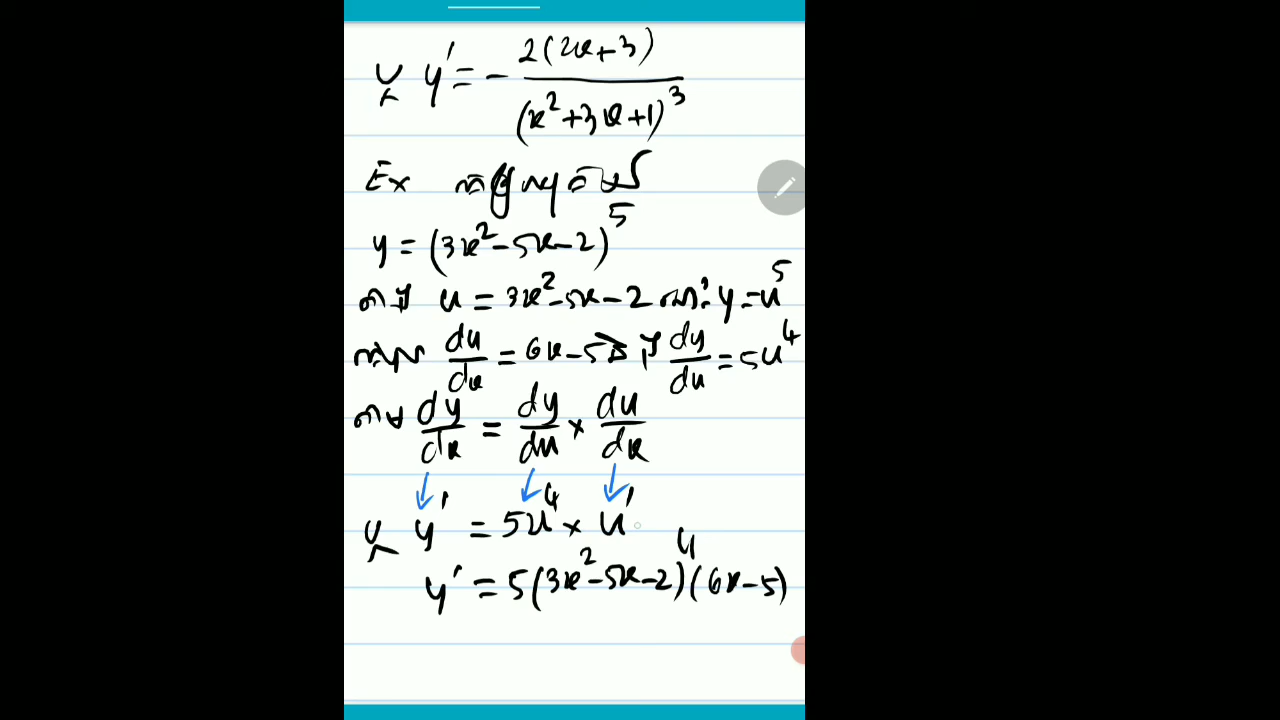 y' = - 2(2x+3) / (x²+3x+1)³
Ex
y = (3x²-5x-2)⁵
u = 3x²-5x-2 y=u⁵
du/dx = 6x-5 dy/du = 5u⁴
dy/dx = dy/du × du/dx
y' = 5u⁴ × u'
y' = 5(3x²-5x-2)⁴(6x-5)